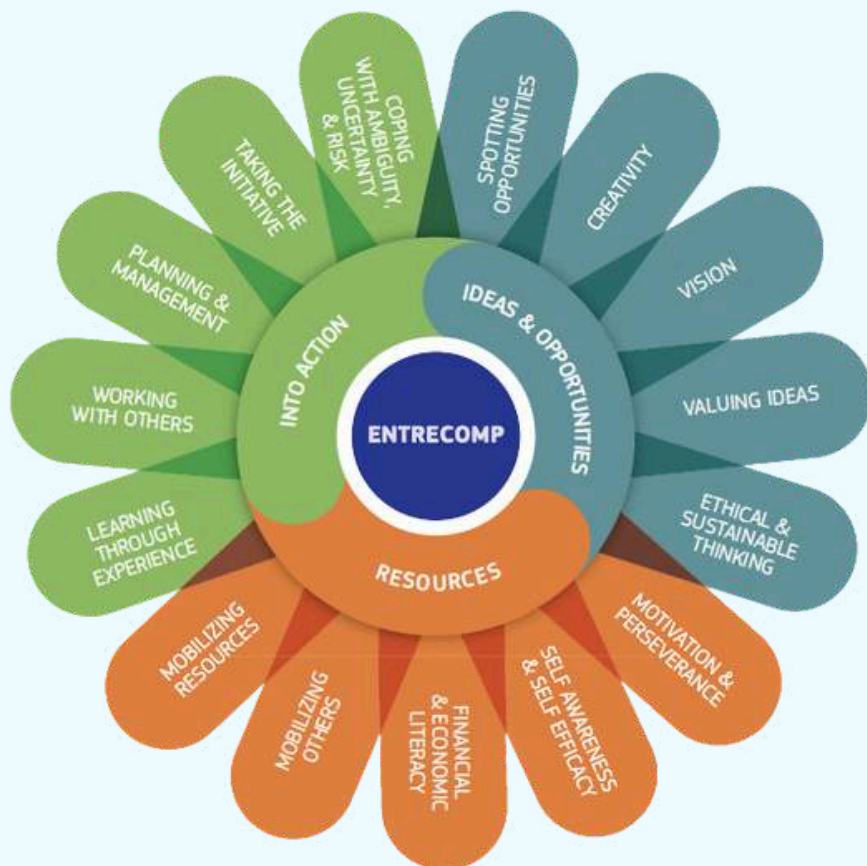 ENTRECOMP
IDEAS & OPPORTUNITIES
SPOTTING
OPPORTUNITIES
CREATIVITY
VISION
VALUING IDEAS
ETHICAL &
SUSTAINABLE
THINKING
RESOURCES
MOTIVATION &
PERSEVERANCE
SELF AWARENESS
& SELF EFFICACY
FINANCIAL
& ECONOMIC
LITERACY
MOBILIZING
OTHERS
MOBILIZING
RESOURCES
INTO ACTION
LEARNING
THROUGH
EXPERIENCE
WORKING
WITH OTHERS
PLANNING &
MANAGEMENT
TAKING THE
INITIATIVE
COPING
WITH AMBIGUITY,
UNCERTAINTY
& RISK